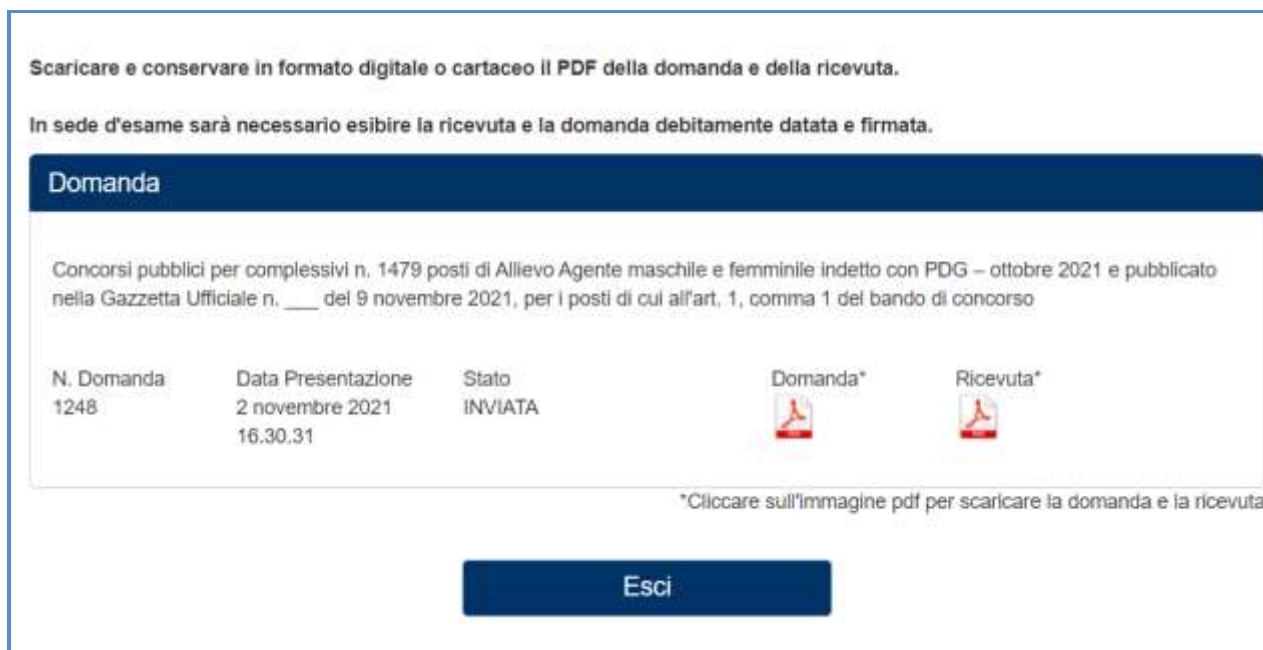 Scaricare e conservare in formato digitale o cartaceo il PDF della domanda e della ricevuta.
In sede d'esame sarà necessario esibire la ricevuta e la domanda debitamente datata e firmata.
Domanda
Concorsi pubblici per complessivi n. 1479 posti di Allievo Agente maschile e femminile indetto con PDG – ottobre 2021 e pubblicato
nella Gazzetta Ufficiale n. ___ del 9 novembre 2021, per i posti di cui all'art. 1, comma 1 del bando di concorso
N. Domanda Data Presentazione Stato Domanda* Ricevuta*
1248 2 novembre 2021 INVIATA
16.30.31
*Cliccare sull'immagine pdf per scaricare la domanda e la ricevuta
Esci